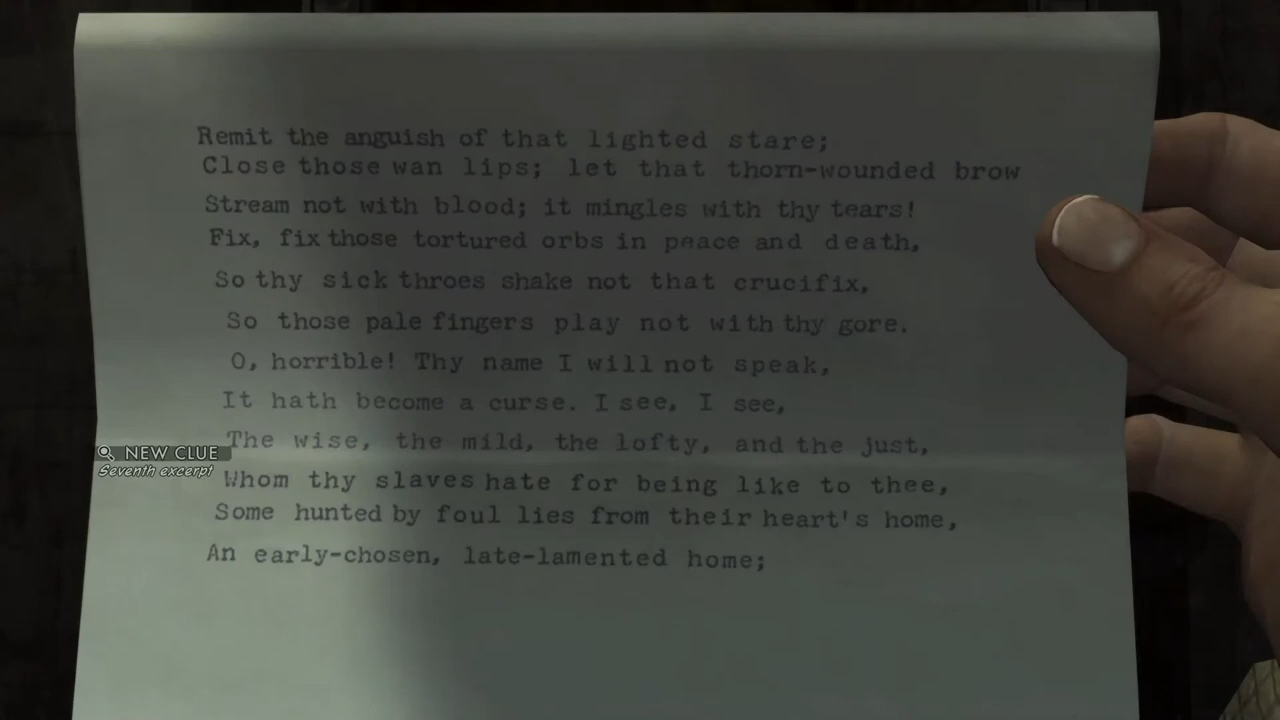 Remit the anguish of that lighted stare;
Close those wan lips; let that thorn-wounded brow
Stream not with blood; it mingles with thy tears!
Fix, fix those tortured orbs in peace and death,
So thy sick throes shake not that crucifix,
So those pale fingers play not with thy gore.
O, horrible! Thy name I will not speak,
It hath become a curse. I see, I see,
The wise, the mild, the lofty, and the just,
NEW CLUE
Seventh excerpt
Whom thy slaves hate for being like to thee,
Some hunted by foul lies from their heart's home,
An early-chosen, late-lamented home;